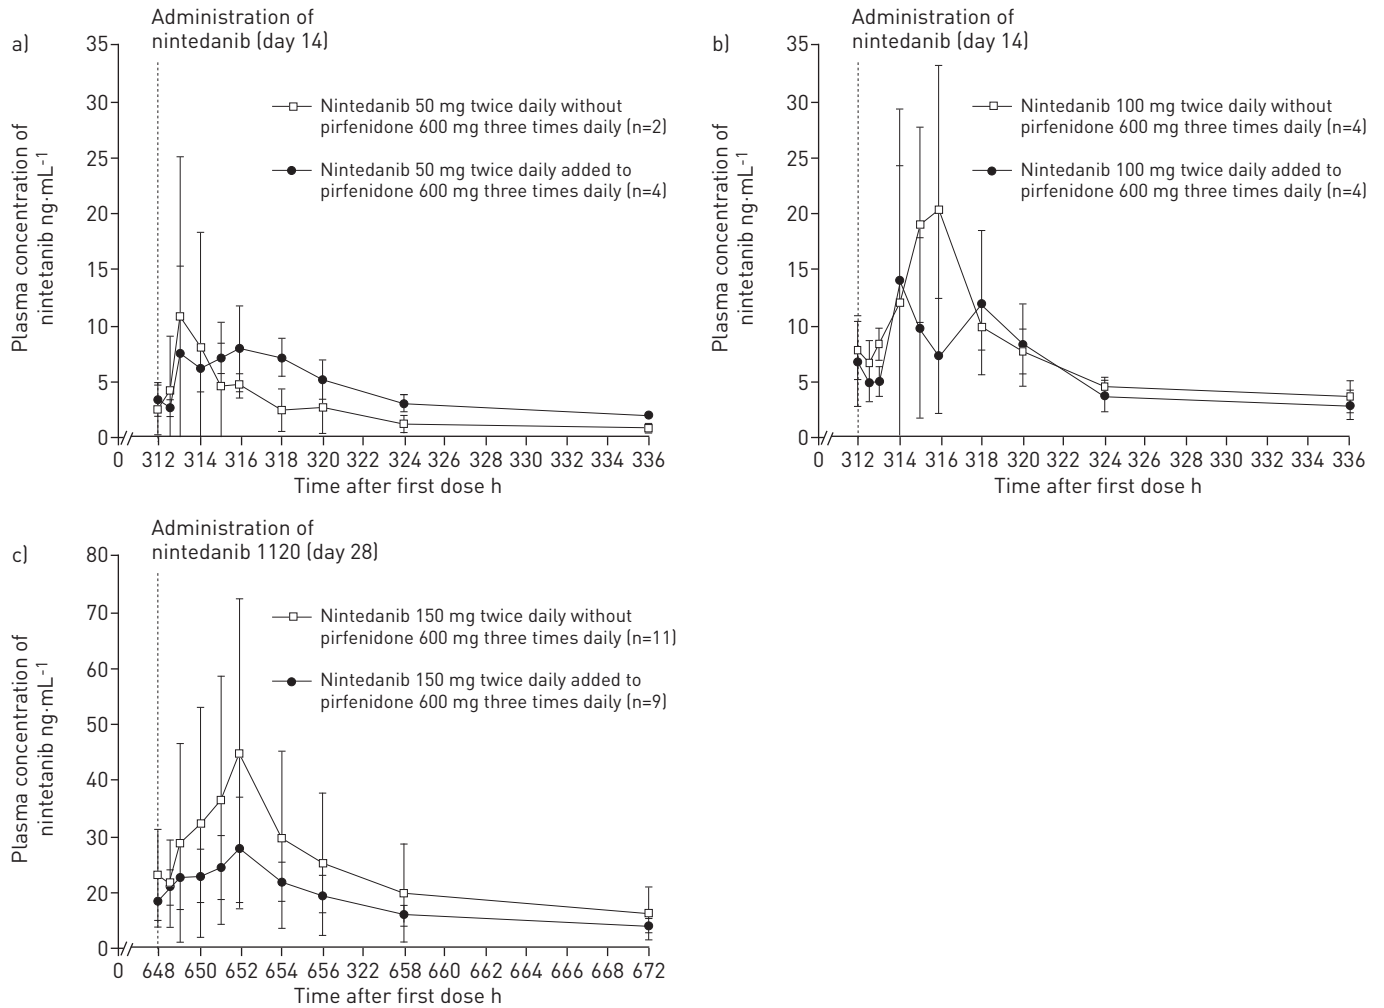 a)
Administration of
nintedanib (day 14)
35
30
25
20
15
10
5
0
Plasma concentration of
nintetanib ng·mL-1
Nintedanib 50 mg twice daily without
pirfenidone 600 mg three times daily (n=2)
Nintedanib 50 mg twice daily added to
pirfenidone 600 mg three times daily (n=4)
0 312 314 316 318 320 322 324 326 328 330 332 334 336
Time after first dose h
b)
Administration of
nintedanib (day 14)
35
30
25
20
15
10
5
0
Plasma concentration of
nintetanib ng·mL-1
Nintedanib 100 mg twice daily without
pirfenidone 600 mg three times daily (n=4)
Nintedanib 100 mg twice daily added to
pirfenidone 600 mg three times daily (n=4)
0 312 314 316 318 320 322 324 326 328 330 332 334 336
Time after first dose h
c)
Administration of
nintedanib 1120 (day 28)
80
70
60
50
40
30
20
0
Plasma concentration of
nintetanib ng·mL-1
Nintedanib 150 mg twice daily without
pirfenidone 600 mg three times daily (n=11)
Nintedanib 150 mg twice daily added to
pirfenidone 600 mg three times daily (n=9)
0 648 650 652 654 656 322 658 660 662 664 666 668 672
Time after first dose h